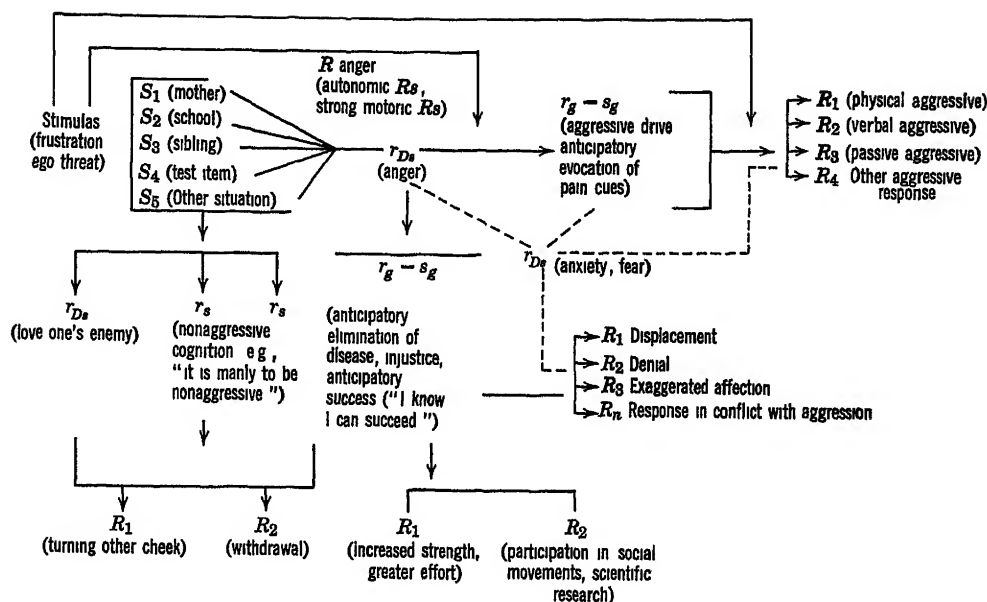 Stimulas
(frustration
ego threat)
S1 (mother)
S2 (school)
S3 (sibling)
S4 (test item)
S5 (Other situation)
R anger
(autonomic Rs,
strong motoric Rs)
rDs
(anger)
rg – sg
(aggressive drive
anticipatory
evocation of
pain cues)
R1 (physical aggressive)
R2 (verbal aggressive)
R3 (passive aggressive)
R4 Other aggressive
response
rDs (anxiety, fear)
rg – sg
rDs
(love one's enemy)
rs
rs
(nonaggressive
cognition e g ,
"it is manly to be
nonaggressive ")
(anticipatory
elimination of
disease, injustice,
anticipatory
success ("I know
I can succeed ")
R1 Displacement
R2 Denial
R3 Exaggerated affection
Rn Response in conflict with aggression
R1
(turning other cheek)
R2
(withdrawal)
R1
(increased strength,
greater effort)
R2
(participation in social
movements, scientific
research)